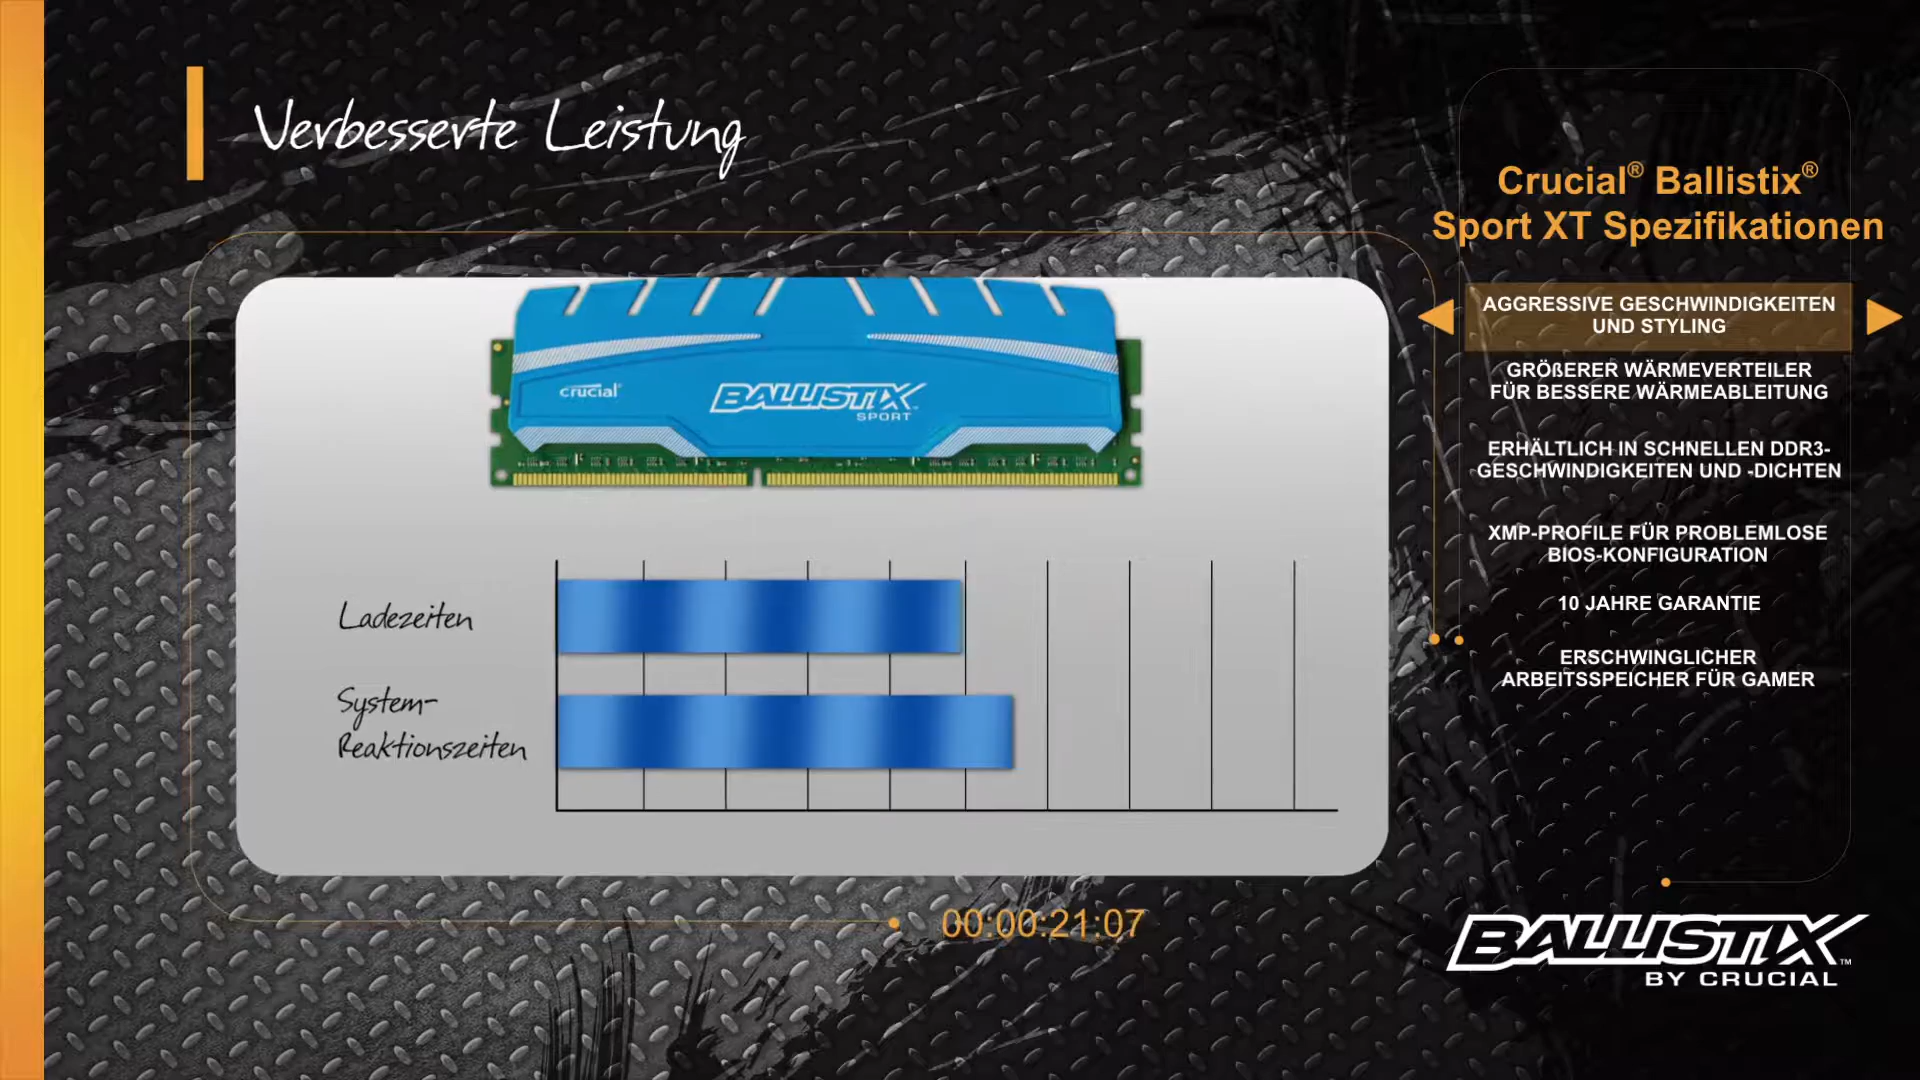 Verbesserte Leistung
crucial®
BALLISTIX™
SPORT
Ladezeiten
System-
Reaktionszeiten
00:00:21:07
Crucial® Ballistix®
Sport XT Spezifikationen
AGGRESSIVE GESCHWINDIGKEITEN
UND STYLING
GRÖßERER WÄRMEVERTEILER
FÜR BESSERE WÄRMEABLEITUNG
ERHÄLTLICH IN SCHNELLEN DDR3-
GESCHWINDIGKEITEN UND -DICHTEN
XMP-PROFILE FÜR PROBLEMLOSE
BIOS-KONFIGURATION
10 JAHRE GARANTIE
ERSCHWINGLICHER
ARBEITSSPEICHER FÜR GAMER
BALLISTIX™
BY CRUCIAL